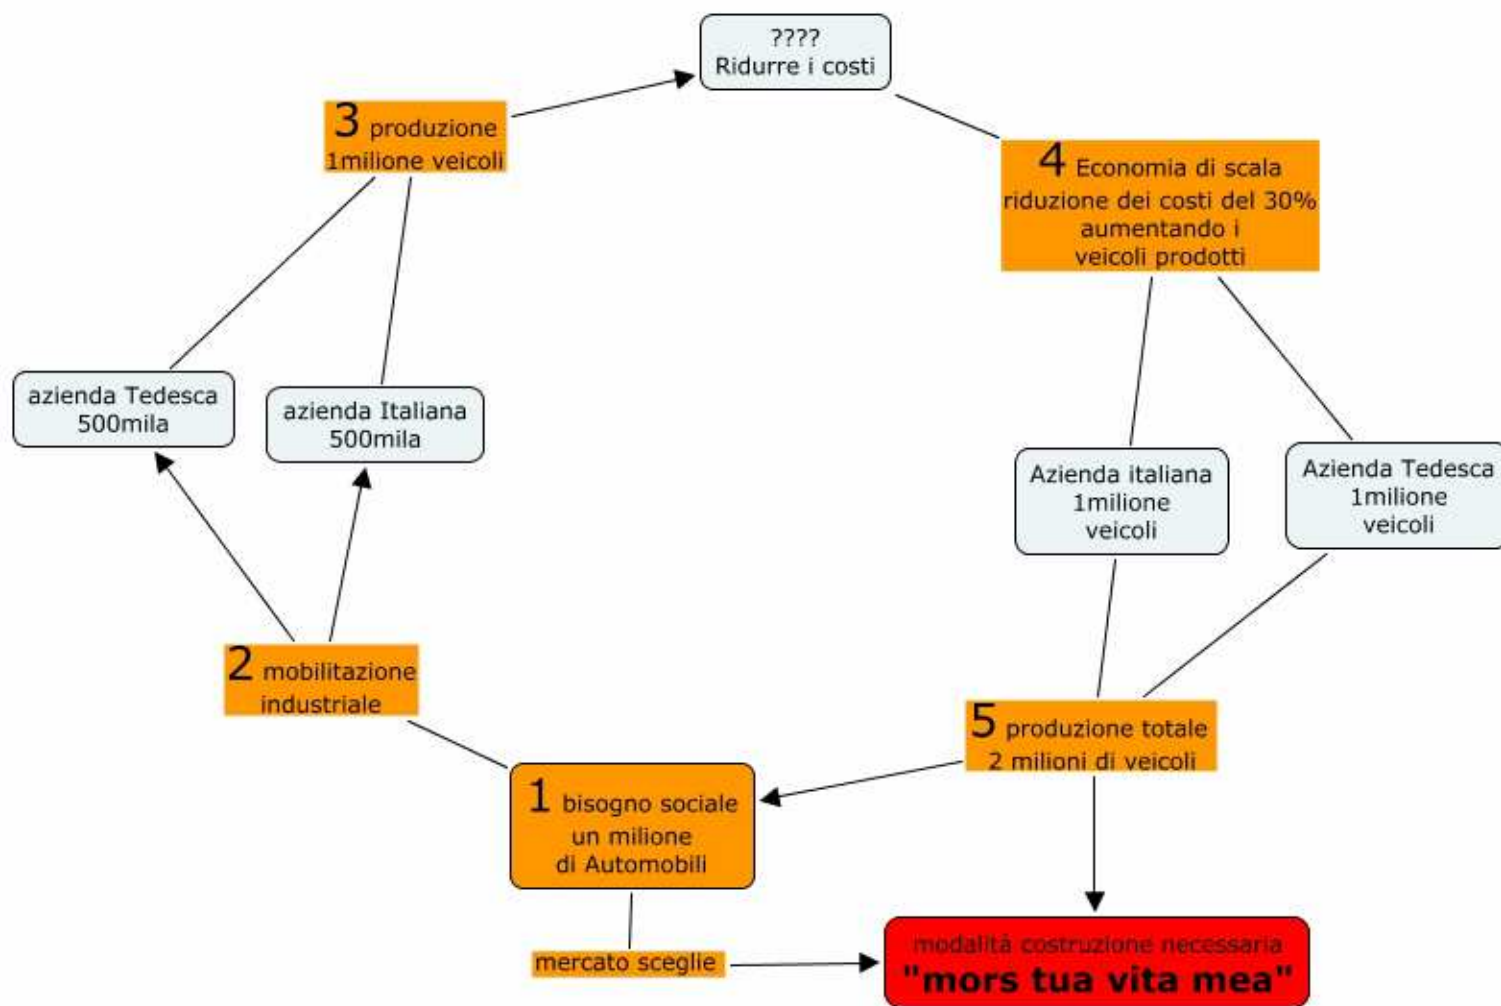 ????
Ridurre i costi
3 produzione
1milione veicoli
4 Economia di scala
riduzione dei costi del 30%
aumentando i
veicoli prodotti
azienda Tedesca
500mila
azienda Italiana
500mila
Azienda italiana
1milione
veicoli
Azienda Tedesca
1milione
veicoli
2 mobilitazione
industriale
5 produzione totale
2 milioni di veicoli
1 bisogno sociale
un milione
di Automobili
mercato sceglie
modalità costruzione necessaria
"mors tua vita mea"